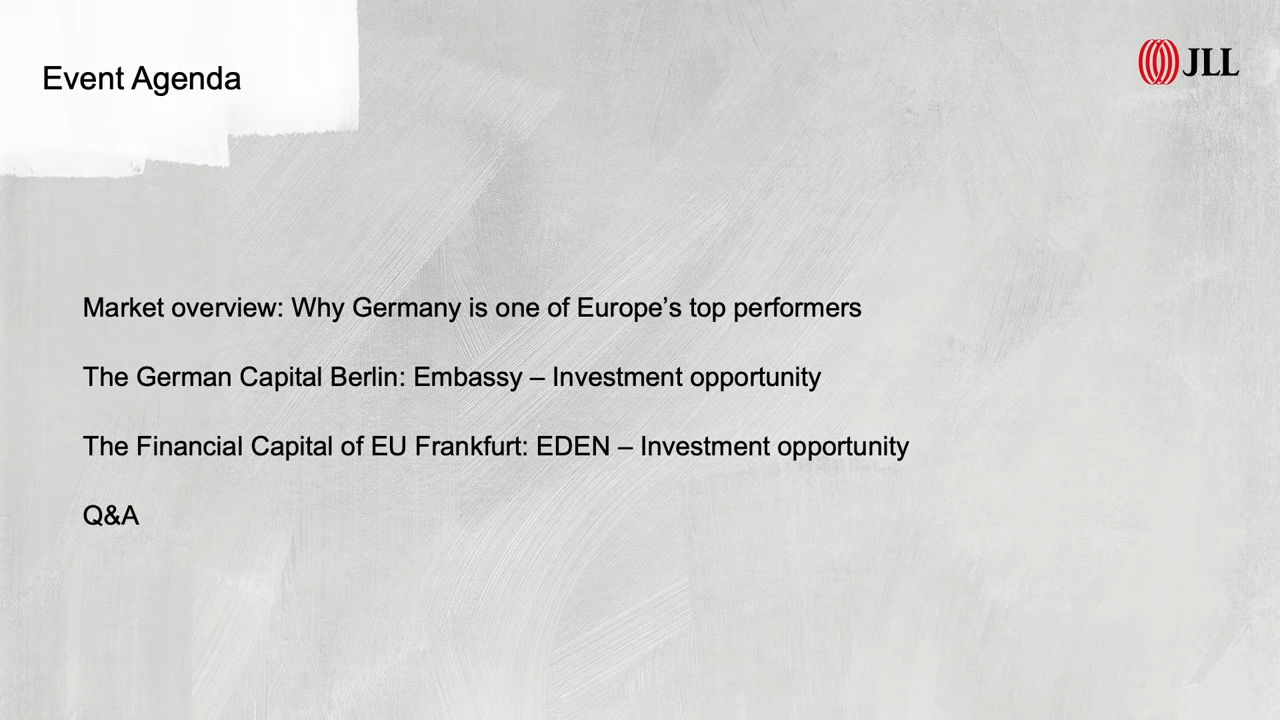 Event Agenda
JLL
Market overview: Why Germany is one of Europe’s top performers
The German Capital Berlin: Embassy – Investment opportunity
The Financial Capital of EU Frankfurt: EDEN – Investment opportunity
Q&A